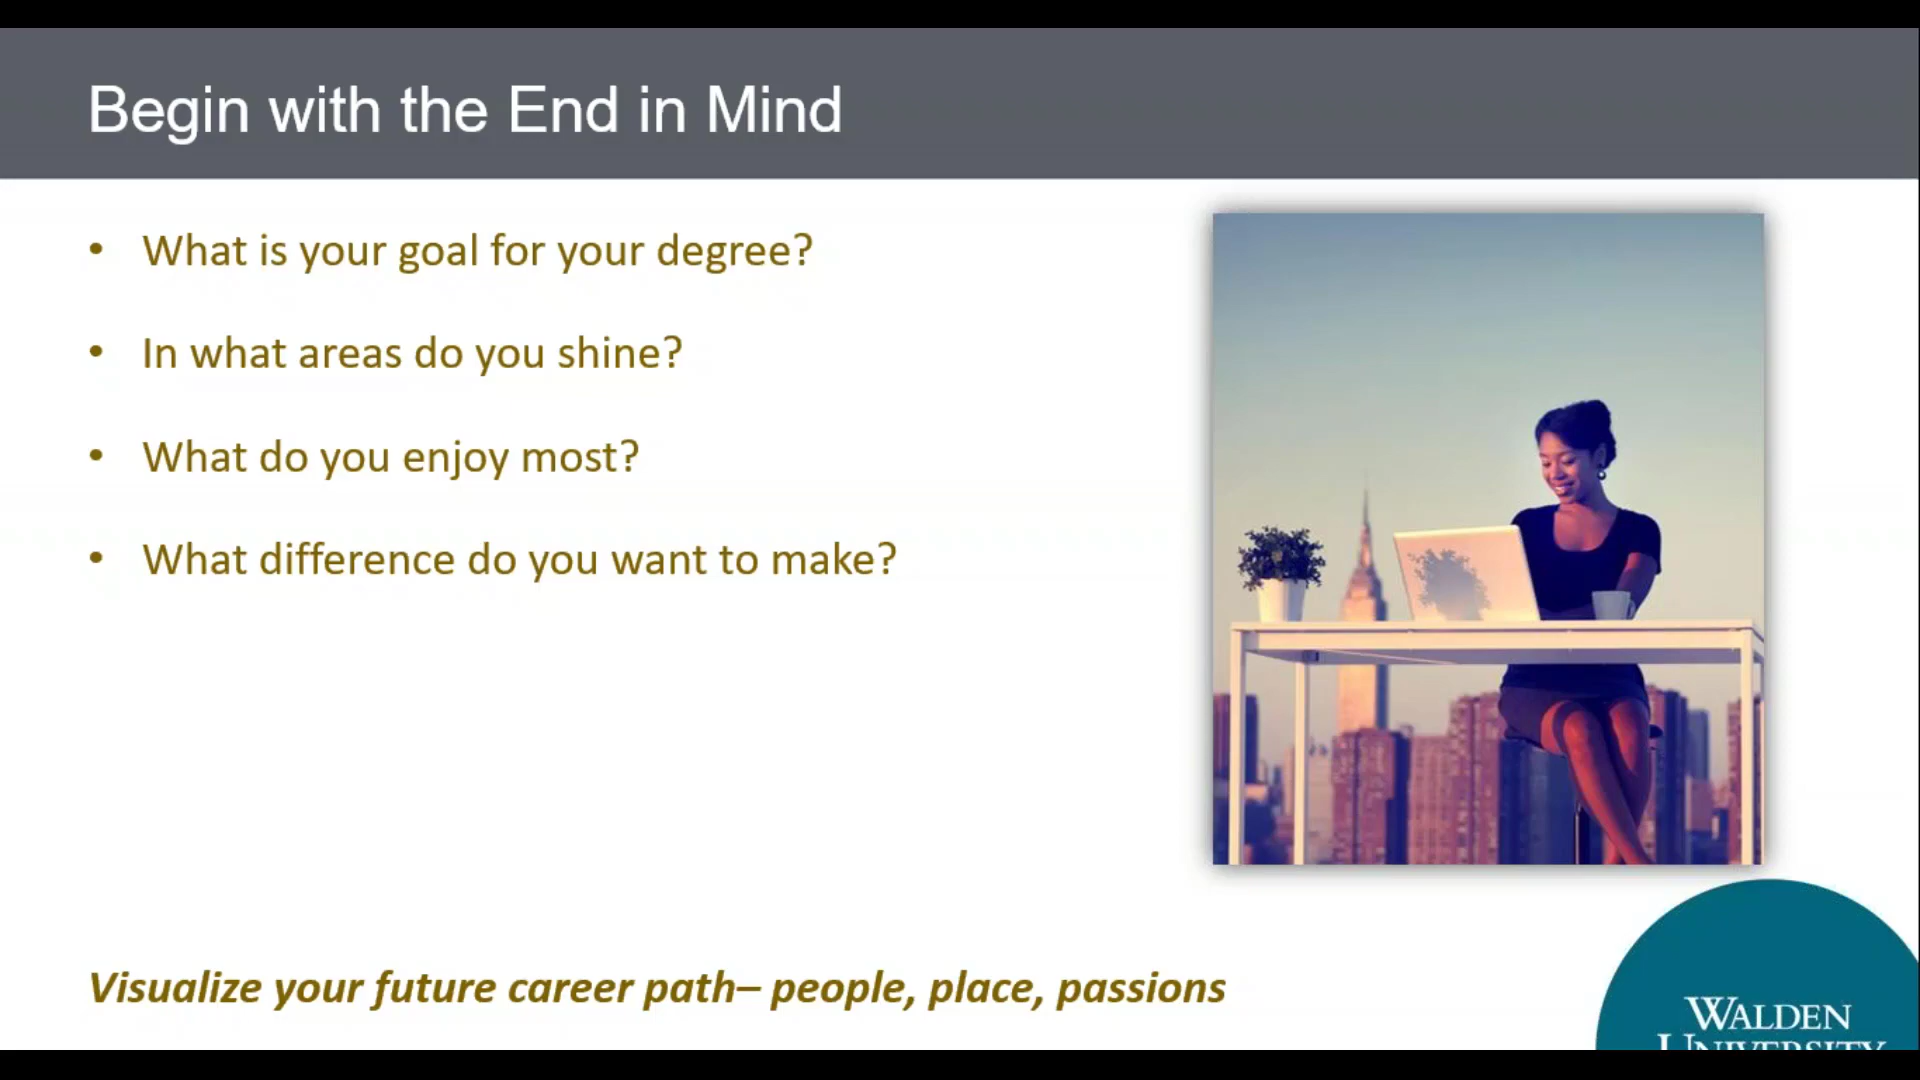 Begin with the End in Mind
• What is your goal for your degree?
• In what areas do you shine?
• What do you enjoy most?
• What difference do you want to make?
Visualize your future career path– people, place, passions
WALDEN
UNIVERSITY